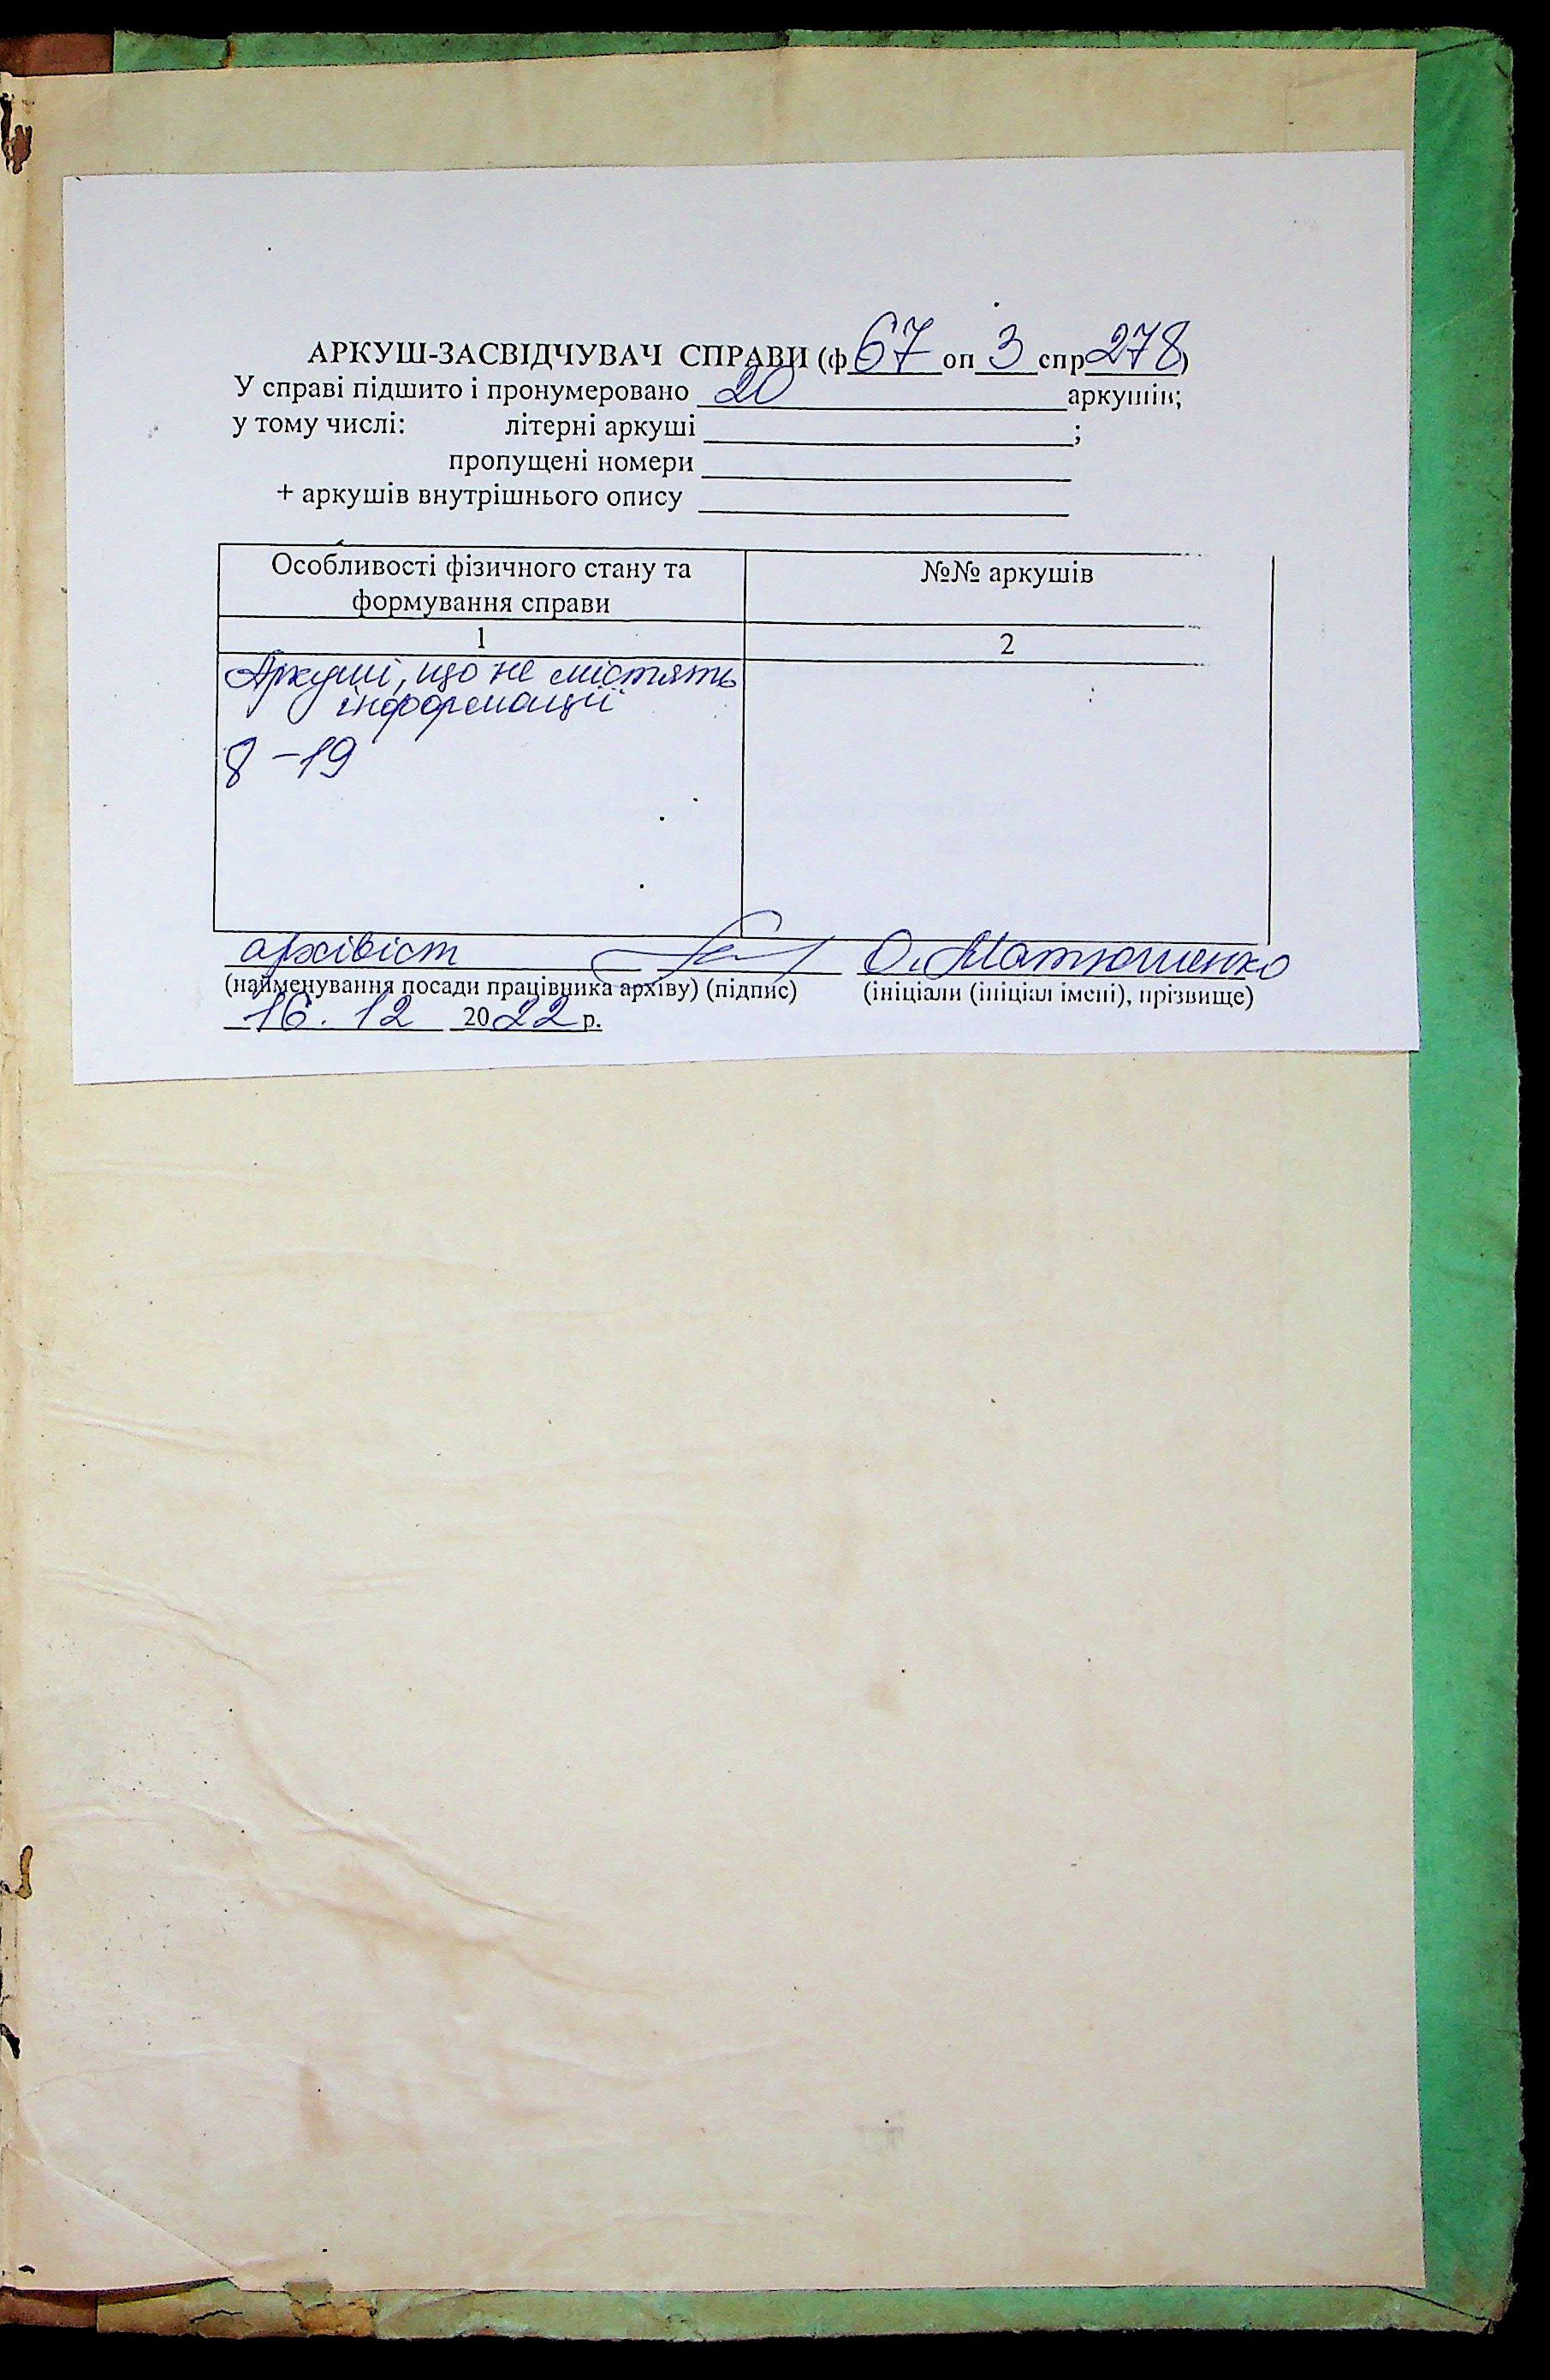 АРКУШ-ЗАСВІДЧУВАЧ СПРАВИ (ф 67 оп 3 спр 278)
У справі підшито і пронумеровано 20 аркушів;
у тому числі: літерні аркуші ;
пропущені номери
+ аркушів внутрішнього опису
Особливості фізичного стану та №№ аркушів
формування справи
1 2
Аркуші, що не містять
інформації
8 – 19
архівіст О. Матюшенко
(найменування посади працівника архіву) (підпис) (ініціали (ініціал імені), прізвище)
16. 12 2022 р.